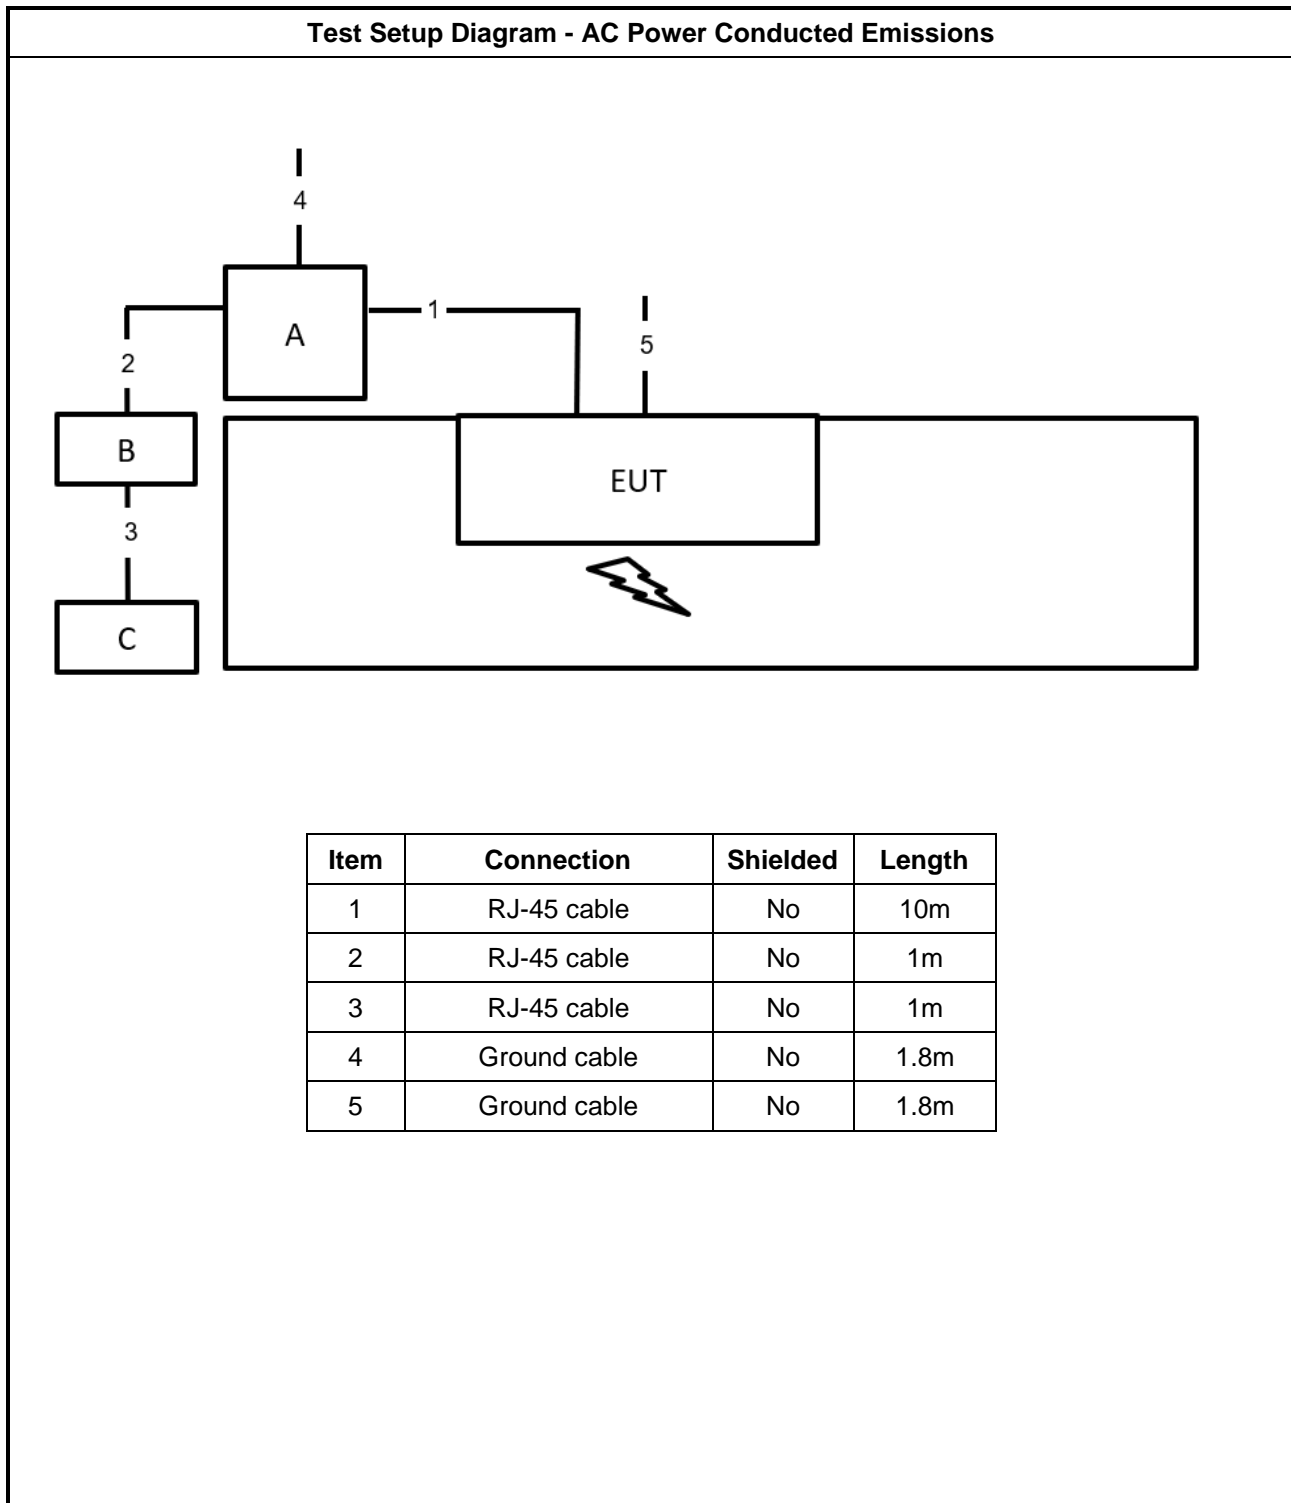 Test Setup Diagram - AC Power Conducted Emissions
4
A
1
5
2
B
EUT
3
C
Item Connection Shielded Length
1 RJ-45 cable No 10m
2 RJ-45 cable No 1m
3 RJ-45 cable No 1m
4 Ground cable No 1.8m
5 Ground cable No 1.8m